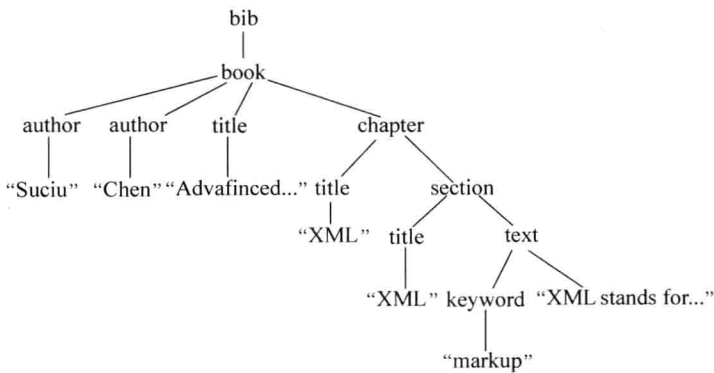 bib
book
author author title chapter
“Suciu” “Chen” “Advafinced...” title section
“XML” title text
“XML” keyword “XML stands for...”
“markup”